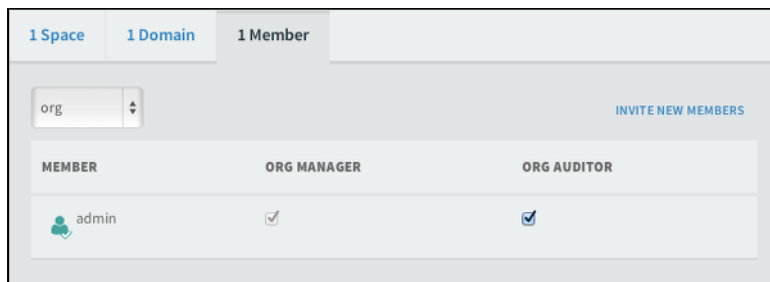 1 Space 1 Domain 1 Member
org INVITE NEW MEMBERS
MEMBER ORG MANAGER ORG AUDITOR
admin